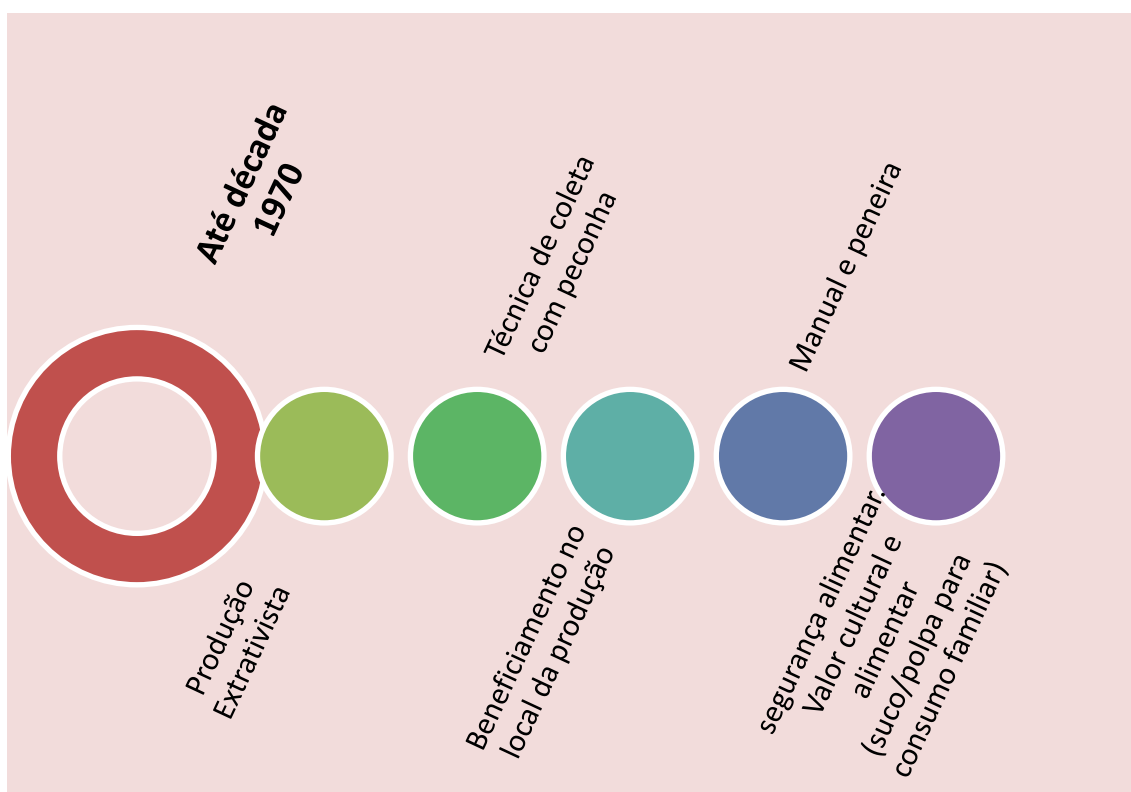 Até década
1970
Produção
Extrativista
Técnica de coleta
com peconha
Beneficiamento no
local da produção
Manual e peneira
segurança alimentar.
Valor cultural e
alimentar
(suco/polpa para
consumo familiar)